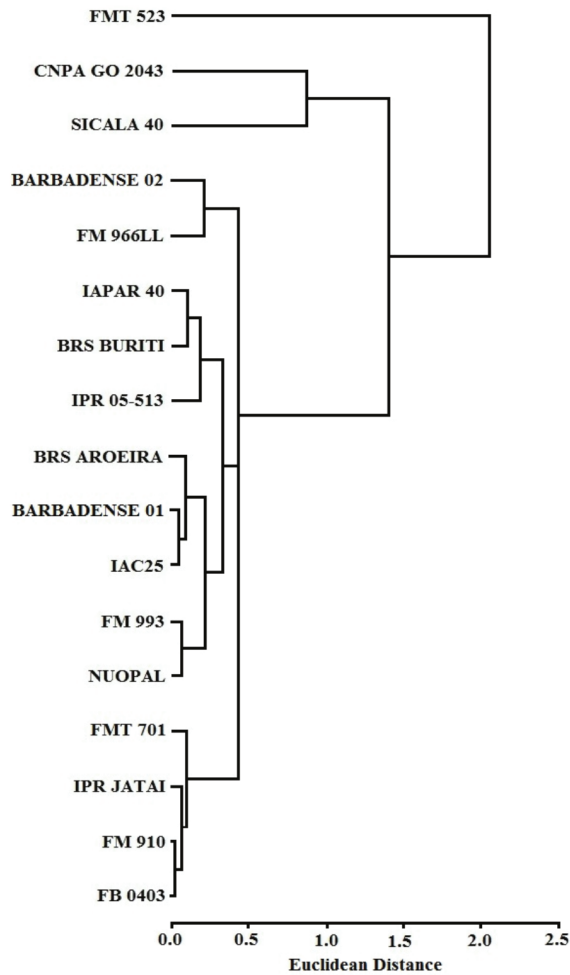 FMT 523
CNPA GO 2043
SICALA 40
BARBADENSE 02
FM 966LL
IAPAR 40
BRS BURITI
IPR 05-513
BRS AROEIRA
BARBADENSE 01
IAC25
FM 993
NUOPAL
FMT 701
IPR JATAI
FM 910
FB 0403
0.0 0.5 1.0 1.5 2.0 2.5
Euclidean Distance